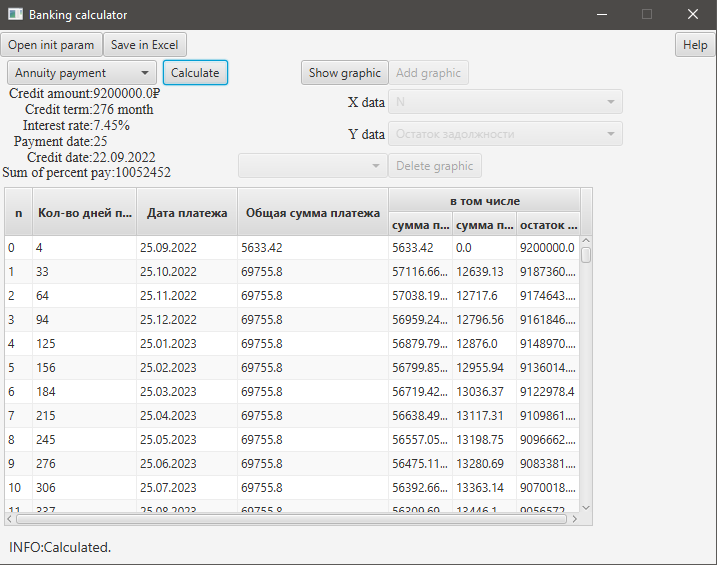 Banking calculator
Open init param Save in Excel Help
Annuity payment Calculate Show graphic Add graphic
Credit amount:9200000.0₽
X data N
Credit term:276 month
Interest rate:7.45%
Y data Остаток задолжности
Payment date:25
Credit date:22.09.2022
Delete graphic
Sum of percent pay:10052452
n Кол-во дней п... Дата платежа Общая сумма платежа в том числе
сумма п... сумма п... остаток ...
0 4 25.09.2022 5633.42 5633.42 0.0 9200000.0
1 33 25.10.2022 69755.8 57116.66... 12639.13 9187360....
2 64 25.11.2022 69755.8 57038.19... 12717.6 9174643....
3 94 25.12.2022 69755.8 56959.24... 12796.56 9161846....
4 125 25.01.2023 69755.8 56879.79... 12876.0 9148970....
5 156 25.02.2023 69755.8 56799.85... 12955.94 9136014....
6 184 25.03.2023 69755.8 56719.42... 13036.37 9122978.4
7 215 25.04.2023 69755.8 56638.49... 13117.31 9109861....
8 245 25.05.2023 69755.8 56557.05... 13198.75 9096662....
9 276 25.06.2023 69755.8 56475.11... 13280.69 9083381....
10 306 25.07.2023 69755.8 56392.66... 13363.14 9070018....
11 337 25.08.2023 69755.8 56309.69... 13446.1 9056572....
INFO:Calculated.